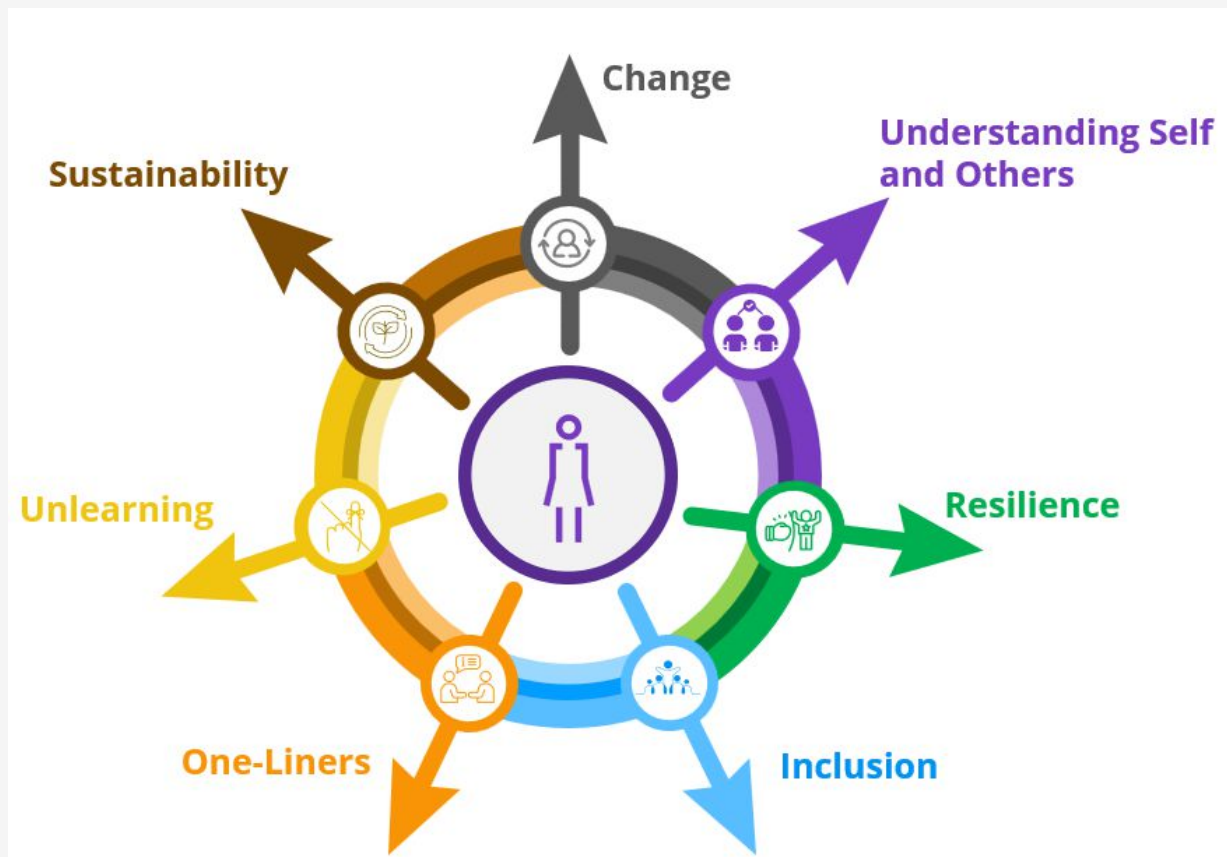 Change
Understanding Self
and Others
Sustainability
Resilience
Unlearning
One-Liners
Inclusion